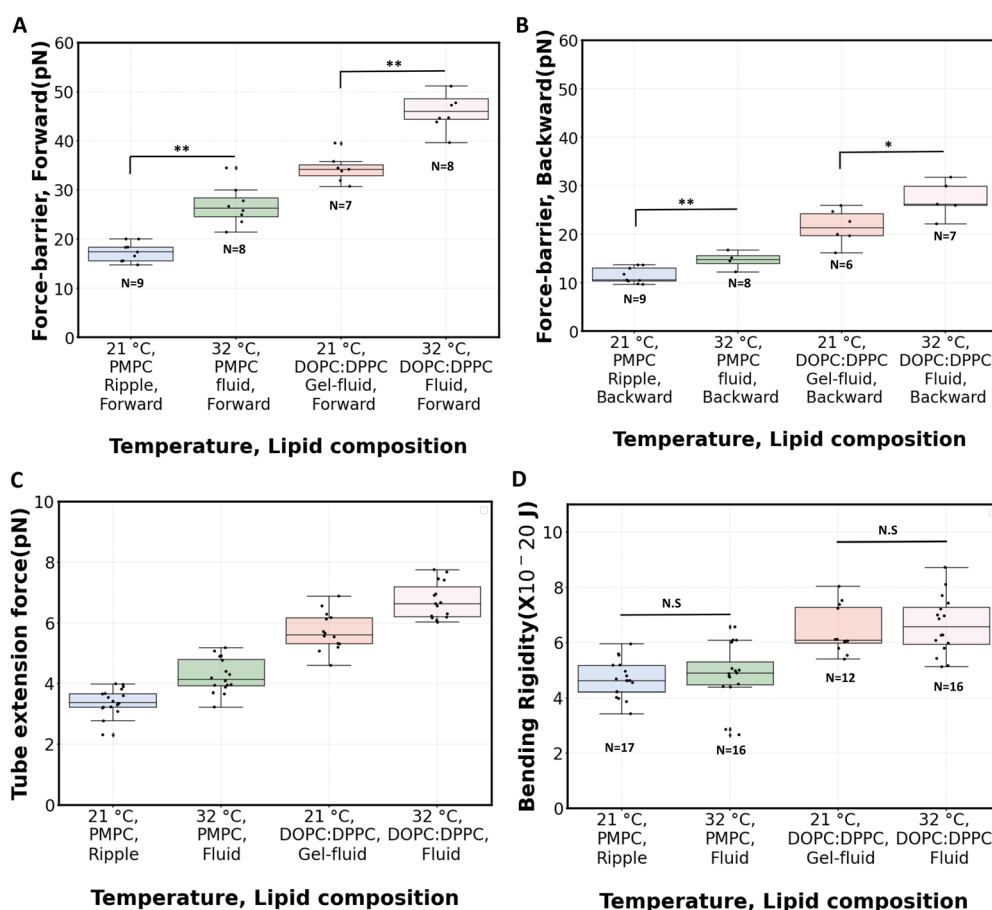 A
Force-barrier, Forward(pN)
60
50
40
30
20
10
0
**
**
N=9
N=8
N=7
N=8
21 °C,
PMPC
Ripple,
Forward
32 °C,
PMPC
fluid,
Forward
21 °C,
DOPC:DPPC
Gel-fluid,
Forward
32 °C,
DOPC:DPPC
Fluid,
Forward
Temperature, Lipid composition
B
Force-barrier, Backward(pN)
60
50
40
30
20
10
0
**
*
N=9
N=8
N=6
N=7
21 °C,
PMPC
Ripple,
Backward
32 °C,
PMPC
fluid,
Backward
21 °C,
DOPC:DPPC
Gel-fluid,
Backward
32 °C,
DOPC:DPPC
Fluid,
Backward
Temperature, Lipid composition
C
Tube extension force(pN)
10
8
6
4
2
0
21 °C,
PMPC,
Ripple
32 °C,
PMPC,
Fluid
21 °C,
DOPC:DPPC,
Gel-fluid
32 °C,
DOPC:DPPC,
Fluid
Temperature, Lipid composition
D
Bending Rigidity(X10⁻ 20 J)
10
8
6
4
2
0
N.S
N.S
N=17
N=16
N=12
N=16
21 °C,
PMPC,
Ripple
32 °C,
PMPC,
Fluid
21 °C,
DOPC:DPPC,
Gel-fluid
32 °C,
DOPC:DPPC
Fluid
Temperature, Lipid composition